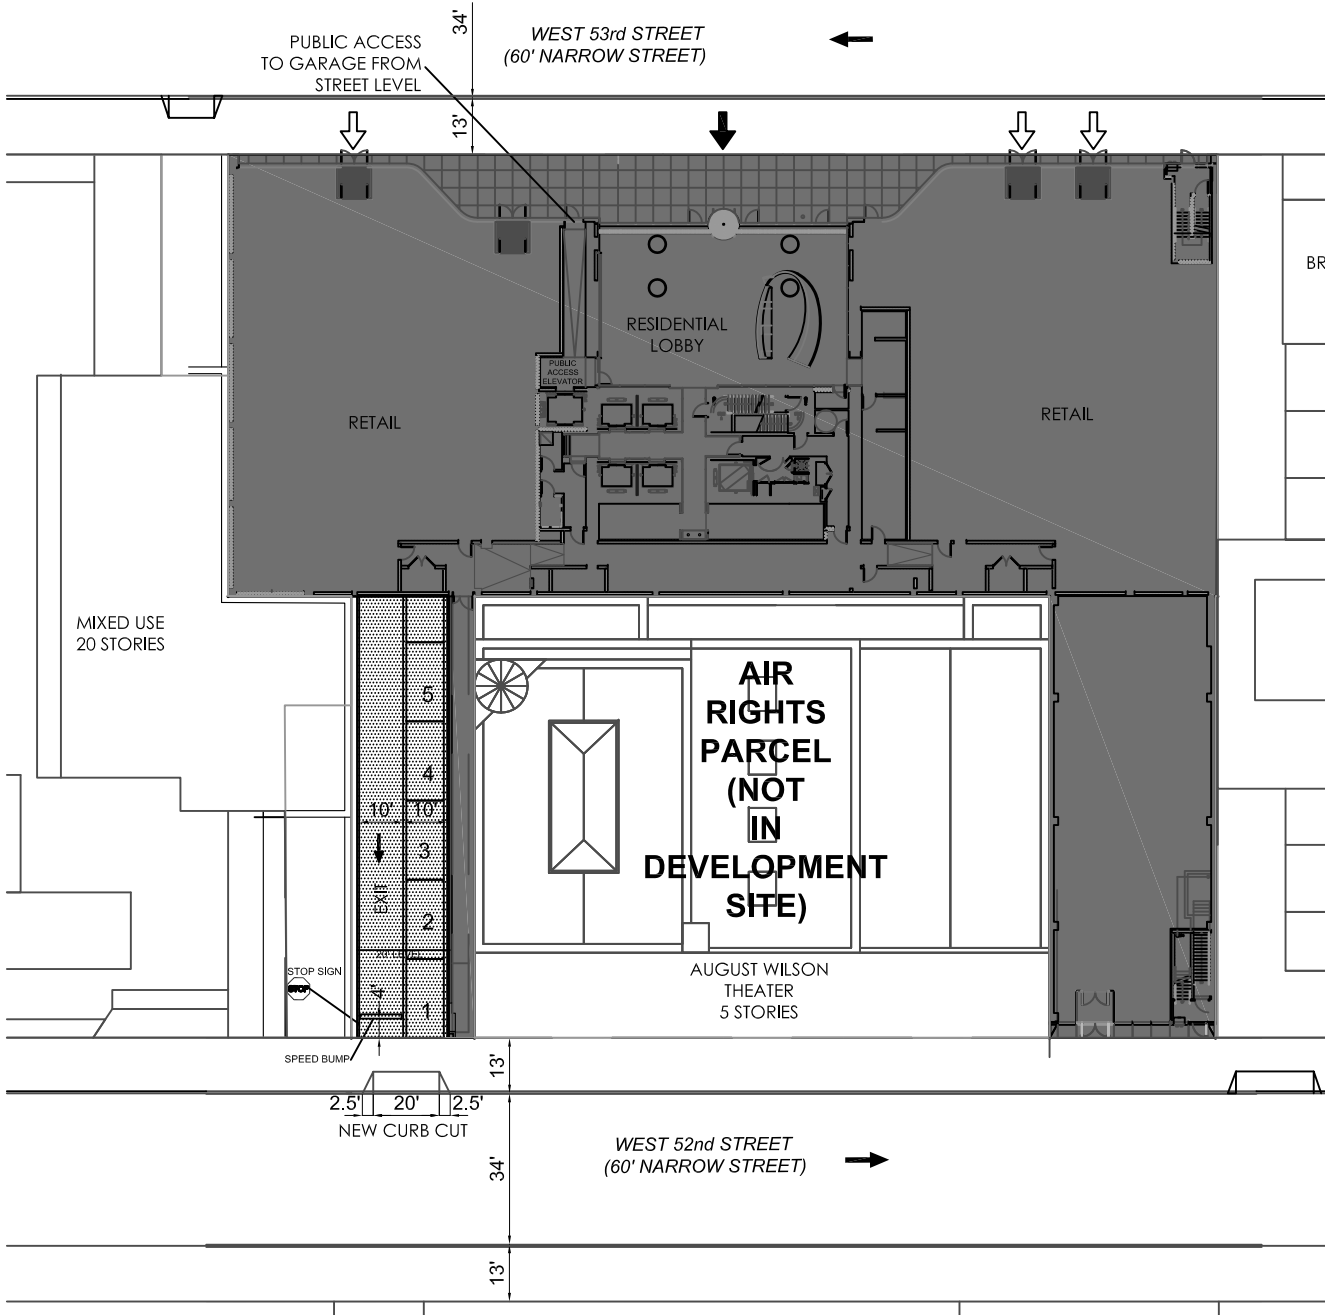 34'
WEST 53rd STREET
(60' NARROW STREET)
PUBLIC ACCESS
TO GARAGE FROM
STREET LEVEL
13'
BR
RESIDENTIAL
LOBBY
PUBLIC
ACCESS
ELEVATOR
RETAIL
RETAIL
MIXED USE
20 STORIES
AIR
RIGHTS
PARCEL
(NOT
IN
DEVELOPMENT
SITE)
5
4
10' 10'
3
EXIT
2
STOP SIGN
STOP
4'
1
SPEED BUMP
AUGUST WILSON
THEATER
5 STORIES
13'
2.5' 20' 2.5'
NEW CURB CUT
WEST 52nd STREET
(60' NARROW STREET)
34'
13'